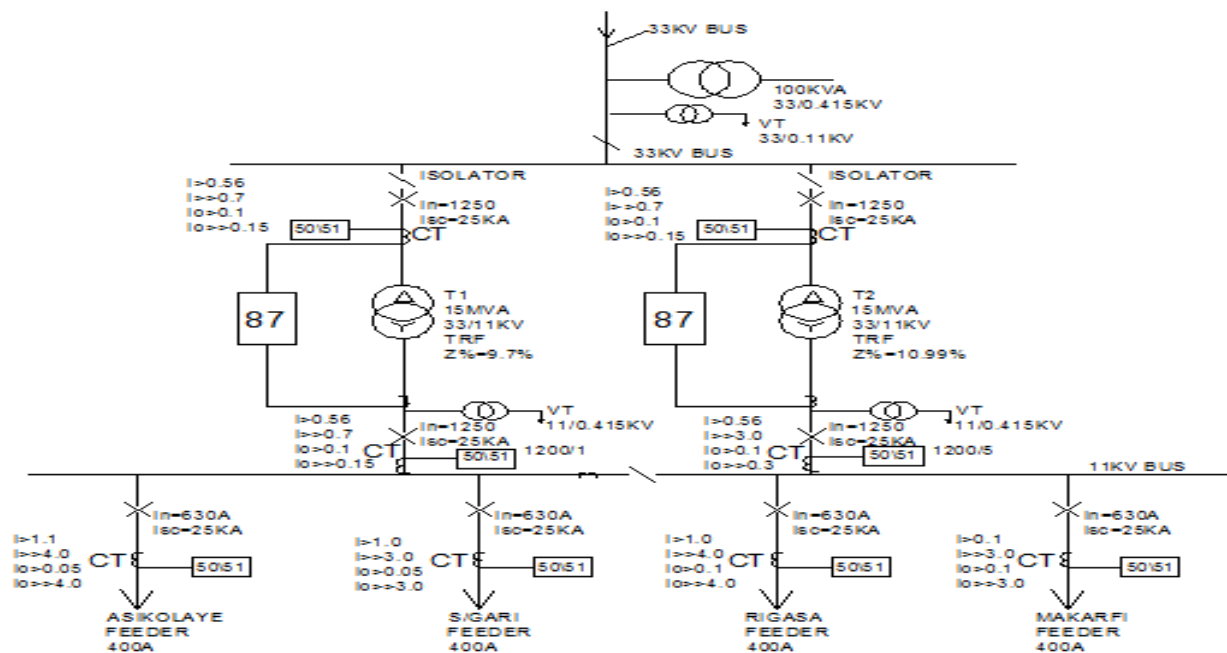 33KV BUS
100KVA
33/0.415KV
VT
33/0.11KV
33KV BUS
I>0.56
I>>0.7
Io>0.1
Io>>0.15
ISOLATOR
In=1250
Isc=25KA
50\51
CT
87
T1
15MVA
33/11KV
TRF
Z%=9.7%
I>0.56
I>>0.7
Io>0.1
Io>>0.15
ISOLATOR
In=1250
Isc=25KA
50\51
CT
87
T2
15MVA
33/11KV
TRF
Z%=10.99%
VT
11/0.415KV
I>0.56
I>>0.7
Io>0.1
Io>>0.15
In=1250
Isc=25KA
CT
50\51
1200/1
VT
11/0.415KV
I>0.56
I>>3.0
Io>0.1
Io>>0.3
In=1250
Isc=25KA
CT
50\51
1200/5
11KV BUS
In=630A
Isc=25KA
I>1.1
I>>4.0
Io>0.05
Io>>4.0
CT
50\51
ASIKOLAYE
FEEDER
400A
In=630A
Isc=25KA
I>1.0
I>>3.0
Io>0.05
Io>>3.0
CT
50\51
S/GARI
FEEDER
400A
In=630A
Isc=25KA
I>1.0
I>>4.0
Io>0.1
Io>>4.0
CT
50\51
RIGASA
FEEDER
400A
In=630A
Isc=25KA
I>0.1
I>>3.0
Io>0.1
Io>>3.0
CT
50\51
MAKARFI
FEEDER
400A